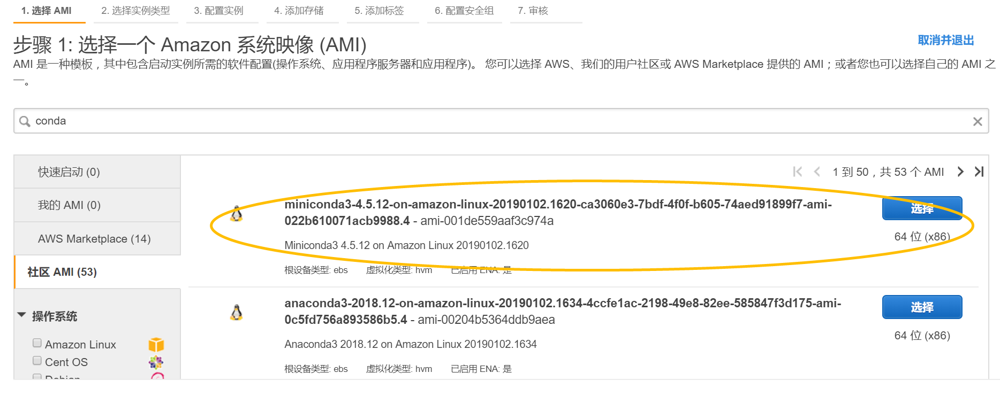 1. 选择 AMI 2. 选择实例类型 3. 配置实例 4. 添加存储 5. 添加标签 6. 配置安全组 7. 审核
步骤 1: 选择一个 Amazon 系统映像 (AMI)
取消并退出
AMI 是一种模板，其中包含启动实例所需的软件配置(操作系统、应用程序服务器和应用程序)。 您可以选择 AWS、我们的用户社区或 AWS Marketplace 提供的 AMI；或者您也可以选择自己的 AMI 之
一。
conda
快速启动 (0)
我的 AMI (0)
AWS Marketplace (14)
社区 AMI (53)
操作系统
Amazon Linux
Cent OS
Debian
1 到 50，共 53 个 AMI
miniconda3-4.5.12-on-amazon-linux-20190102.1620-ca3060e3-7bdf-4f0f-b605-74aed91899f7-ami-
022b610071acb9988.4 - ami-001de559aaf3c974a
选择
64 位 (x86)
Miniconda3 4.5.12 on Amazon Linux 20190102.1620
根设备类型: ebs 虚拟化类型: hvm 已启用 ENA: 是
anaconda3-2018.12-on-amazon-linux-20190102.1634-4ccfe1ac-2198-49e8-82ee-585847f3d175-ami-
0c5fd756a893586b5.4 - ami-00204b5364ddb9aea
选择
64 位 (x86)
Anaconda3 2018.12 on Amazon Linux 20190102.1634
根设备类型: ebs 虚拟化类型: hvm 已启用 ENA: 是